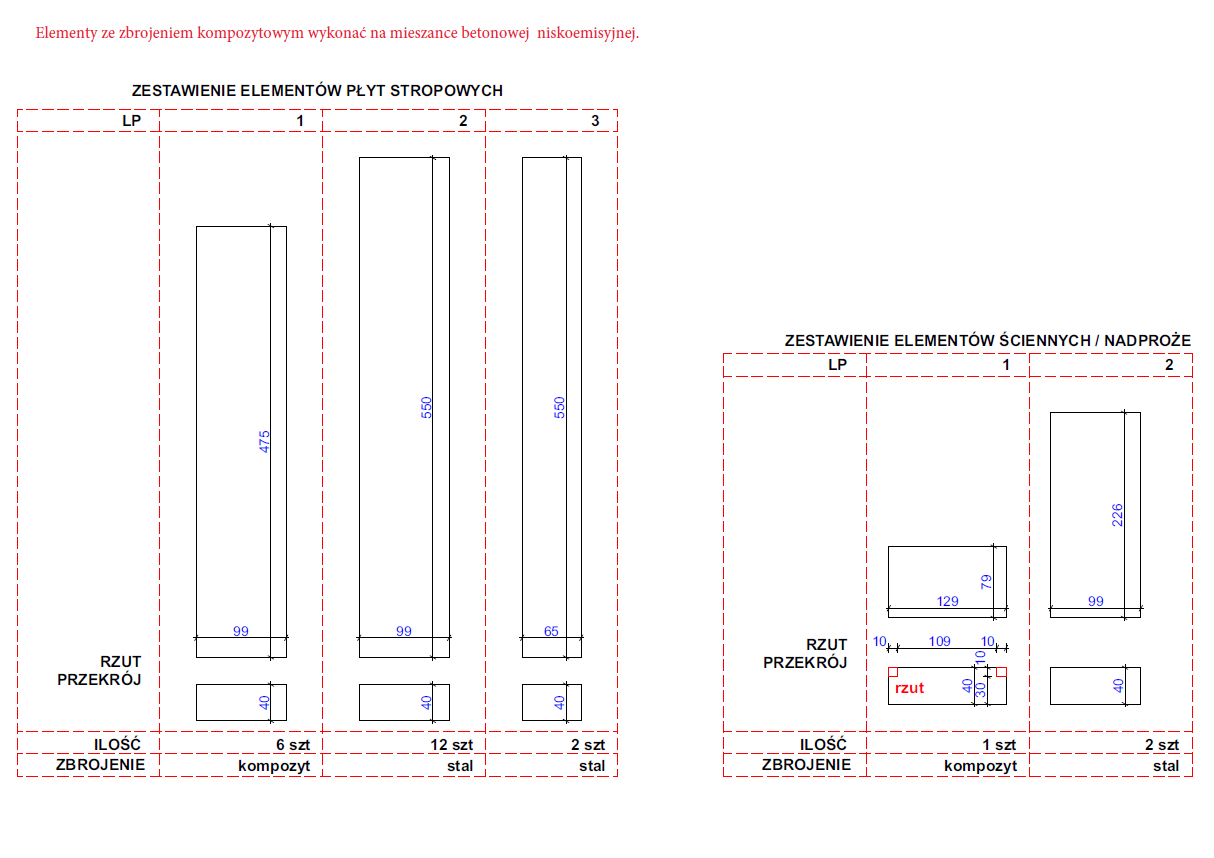 Elementy ze zbrojeniem kompozytowym wykonać na mieszance betonowej niskoemisyjnej.
ZESTAWIENIE ELEMENTÓW PŁYT STROPOWYCH
LP 1 2 3
475 550 550
99 99 65
RZUT
PRZEKRÓJ
40 40 40
ILOŚĆ 6 szt 12 szt 2 szt
ZBROJENIE kompozyt stal stal
ZESTAWIENIE ELEMENTÓW ŚCIENNYCH / NADPROŻE
LP 1 2
226
79
129 99
10 109 10
RZUT
PRZEKRÓJ
10
rzut 40 30 40
ILOŚĆ 1 szt 2 szt
ZBROJENIE kompozyt stal